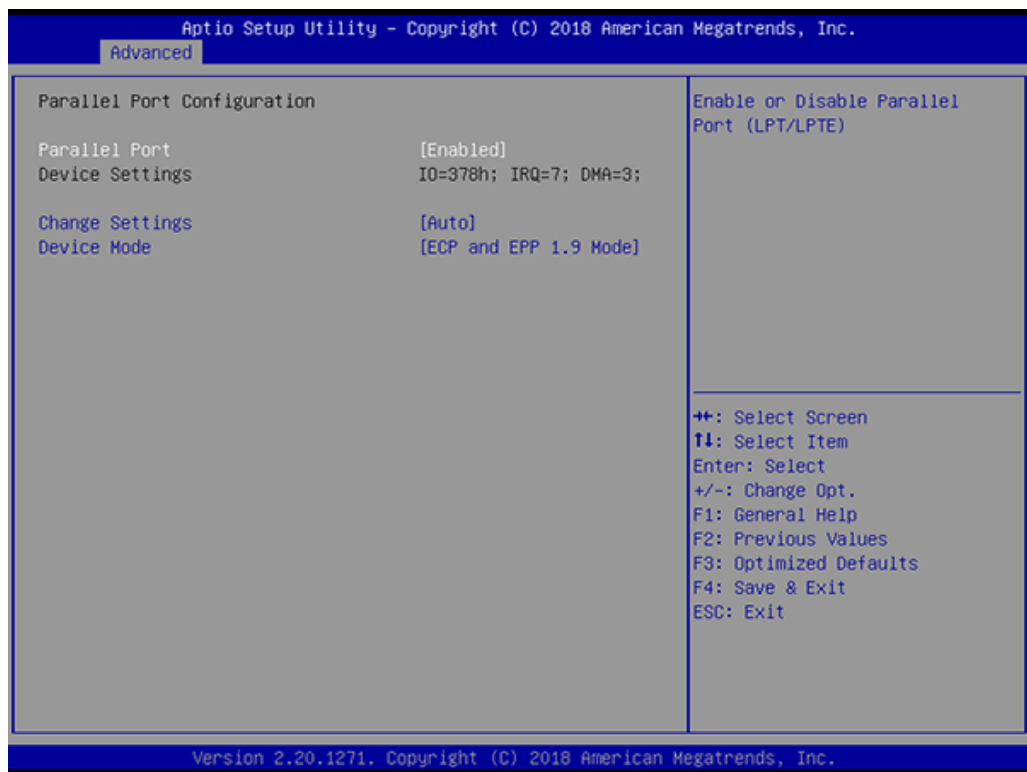 Aptio Setup Utility – Copyright (C) 2018 American Megatrends, Inc.
Advanced
Parallel Port Configuration
Parallel Port [Enabled]
Device Settings IO=378h; IRQ=7; DMA=3;
Change Settings [Auto]
Device Mode [ECP and EPP 1.9 Mode]
Enable or Disable Parallel
Port (LPT/LPTE)
→←: Select Screen
↑↓: Select Item
Enter: Select
+/-: Change Opt.
F1: General Help
F2: Previous Values
F3: Optimized Defaults
F4: Save & Exit
ESC: Exit
Version 2.20.1271. Copyright (C) 2018 American Megatrends, Inc.